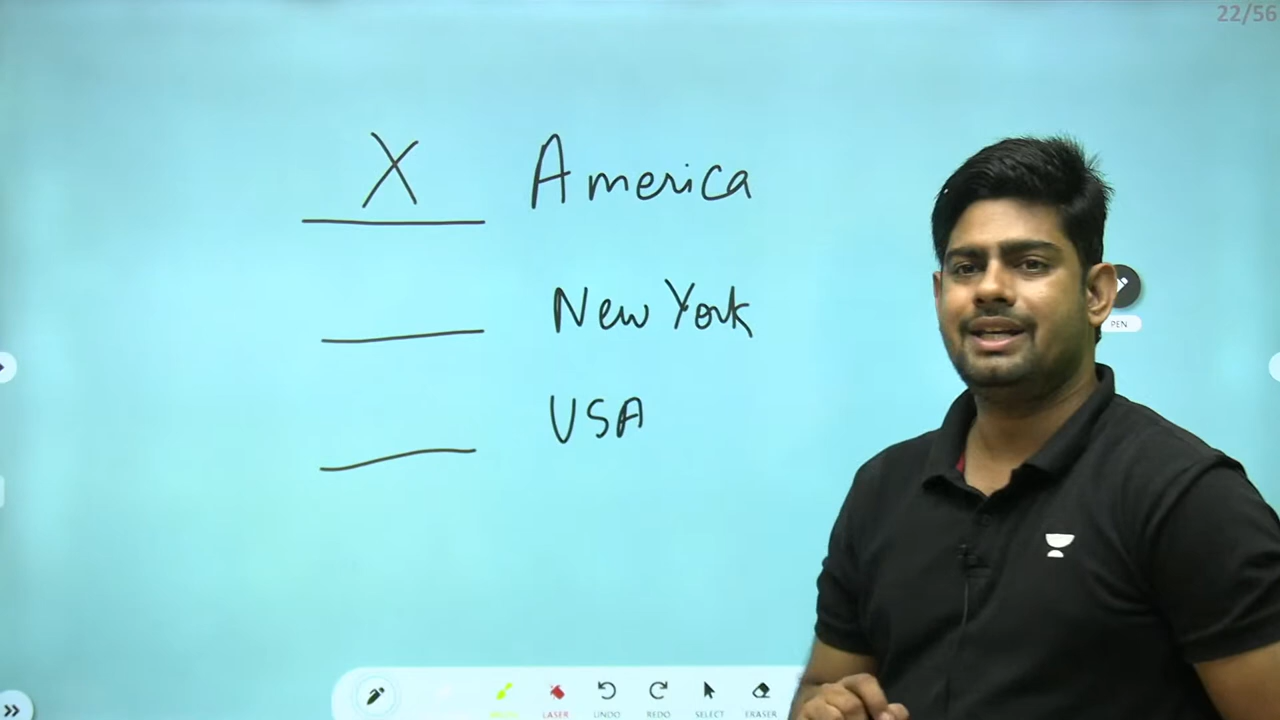 22/56
X America
New York
PEN
USA
LASER UNDO REDO SELECT ERASER